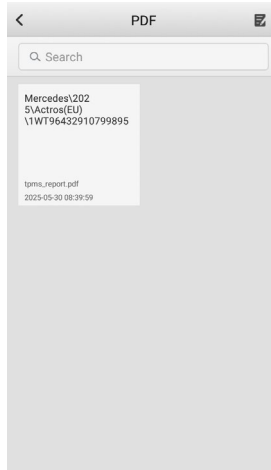 PDF
Search
Mercedes\202
5\Actros(EU)
\1WT96432910799895
tpms_report.pdf
2025-05-30 08:39:59